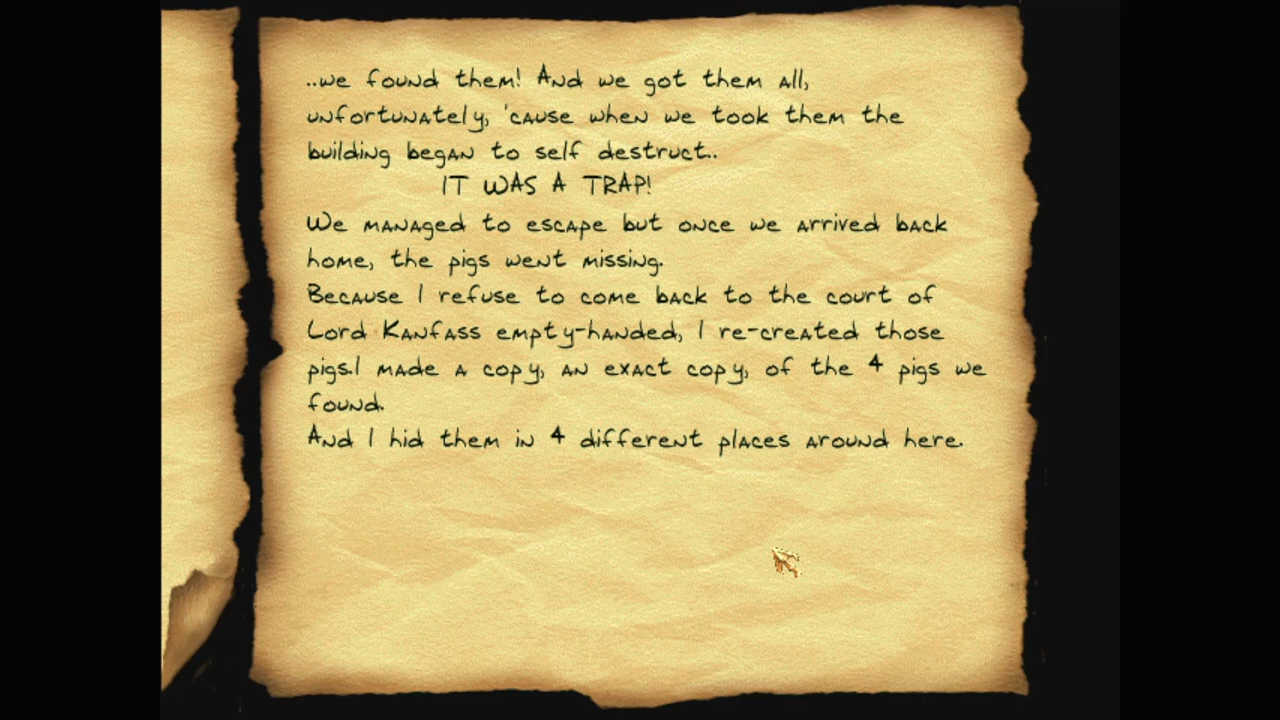 ..we found them! And we got them all,
unfortunately, 'cause when we took them the
building began to self destruct..
IT WAS A TRAP!
We managed to escape but once we arrived back
home, the pigs went missing.
Because I refuse to come back to the court of
Lord Kanfass empty-handed, I re-created those
pigs.I made a copy, an exact copy, of the 4 pigs we
found.
And I hid them in 4 different places around here.